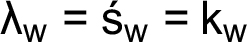 λw = św = kw